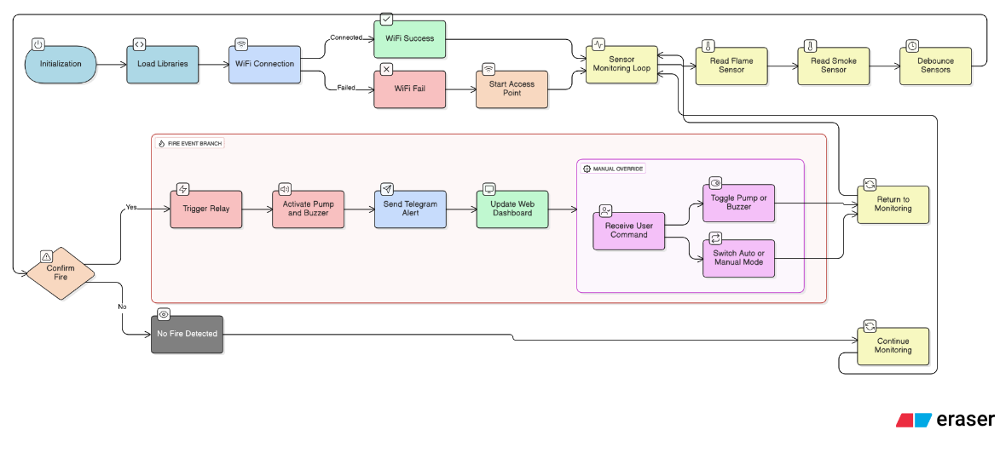 Initialization
Load Libraries
WiFi Connection
Connected
WiFi Success
Failed
WiFi Fail
Start Access
Point
Sensor
Monitoring Loop
Read Flame
Sensor
Read Smoke
Sensor
Debounce
Sensors
FIRE EVENT BRANCH
Yes
Trigger Relay
Activate Pump
and Buzzer
Send Telegram
Alert
Update Web
Dashboard
MANUAL OVERRIDE
Receive User
Command
Toggle Pump or
Buzzer
Switch Auto or
Manual Mode
Return to
Monitoring
Confirm
Fire
No
No Fire Detected
Continue
Monitoring
eraser